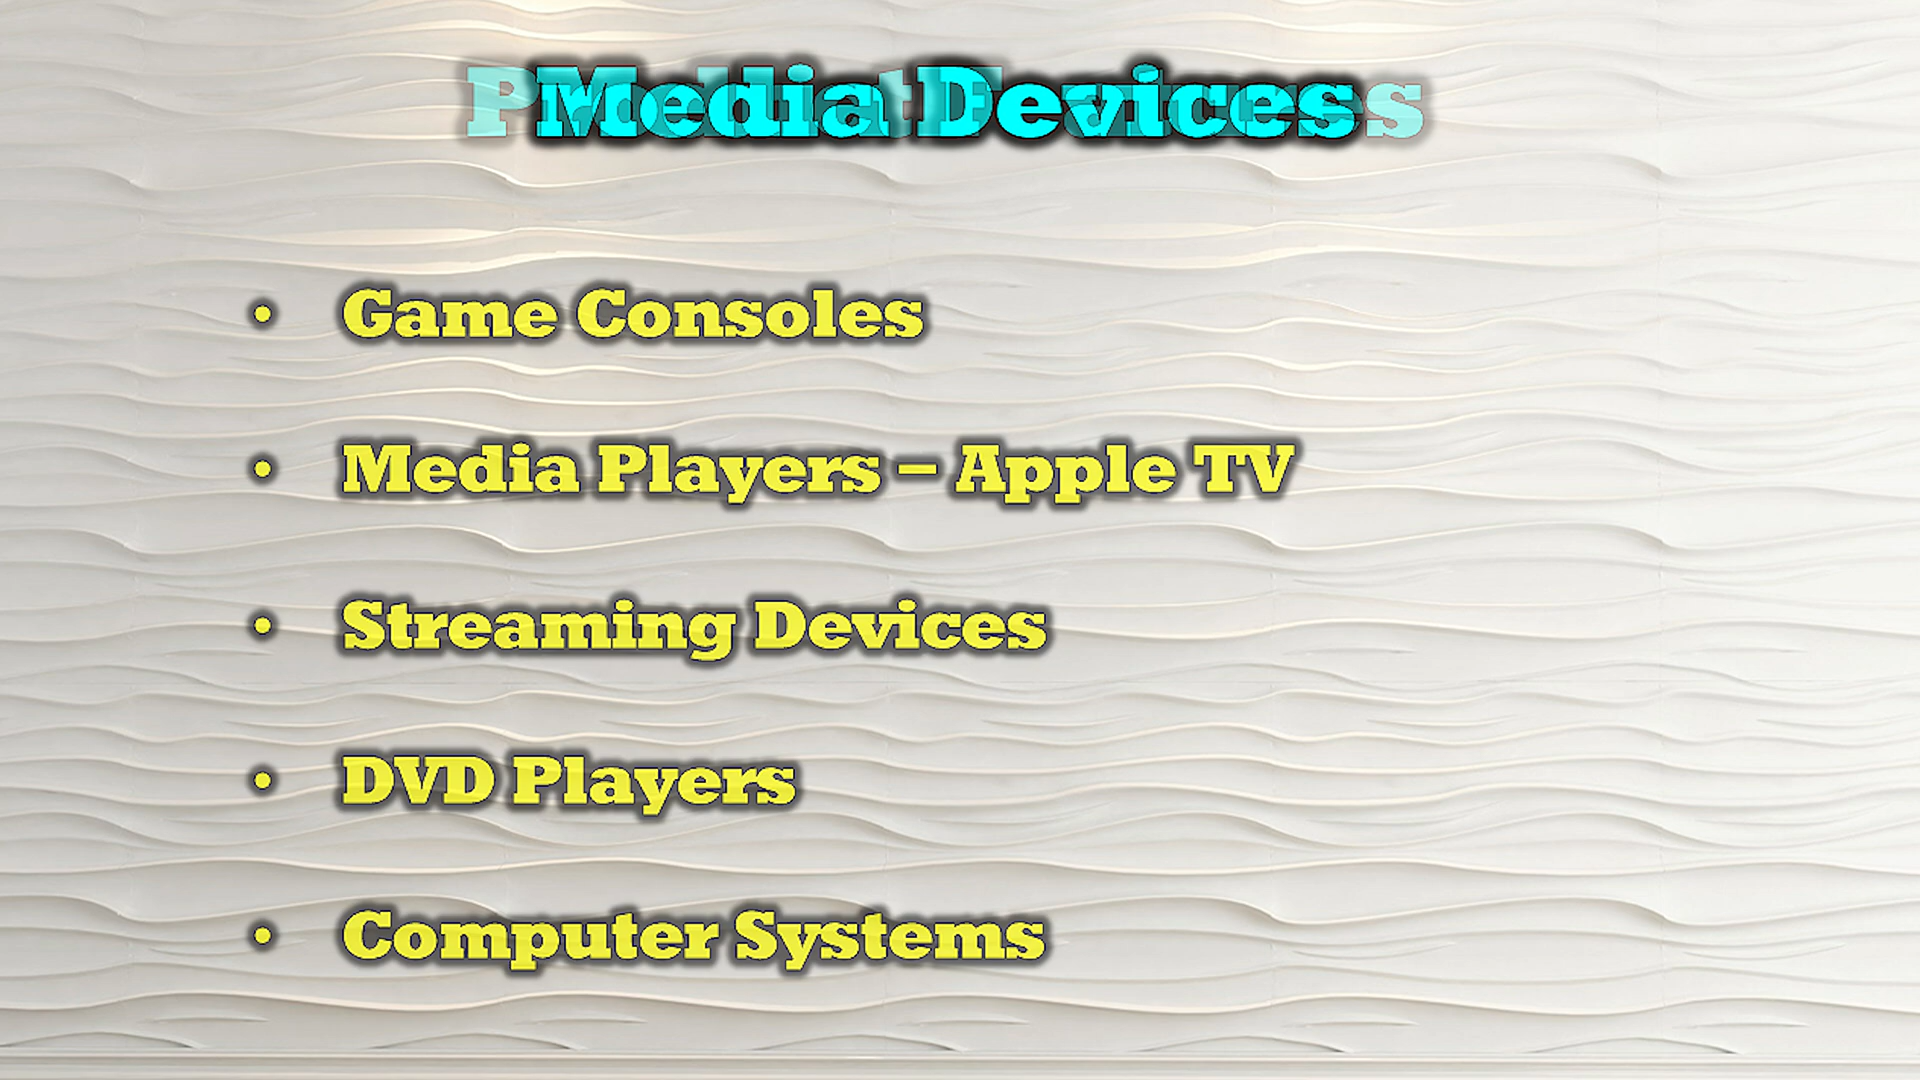 Media Devices
• Game Consoles
• Media Players – Apple TV
• Streaming Devices
• DVD Players
• Computer Systems